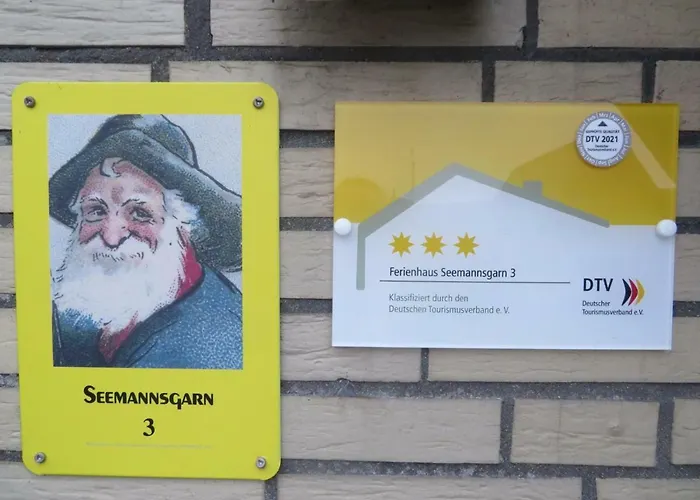 SEEMANNSGARN
3
DTV 2021
Ferienhaus Seemannsgarn 3
Klassifiziert durch den
Deutschen Tourismusverband e. V.
DTV
Deutscher
Tourismusverband e.V.